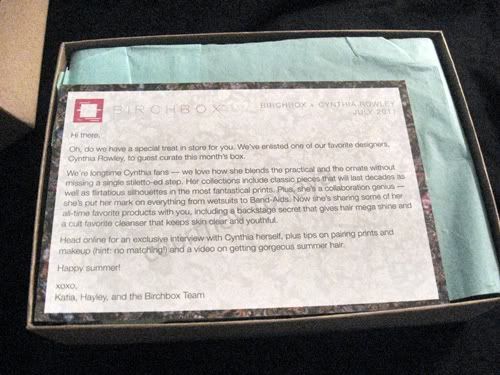 BIRCHBOX
BIRCHBOX + CYNTHIA ROWLEY
JULY 2011
Hi there,
Oh, do we have a special treat in store for you. We've enlisted one of our favorite designers,
Cynthia Rowley, to guest curate this month's box.
We're longtime Cynthia fans — we love how she blends the practical and the ornate without
missing a single stiletto-ed step. Her collections include classic pieces that will last decades as
well as flirtatious silhouettes in the most fantastical prints. Plus, she's a collaboration genius —
she's put her mark on everything from wetsuits to Band-Aids. Now she's sharing some of her
all-time favorite products with you, including a backstage secret that gives hair mega shine and
a cult favorite cleanser that keeps skin clear and youthful.
Head online for an exclusive interview with Cynthia herself, plus tips on pairing prints and
makeup (hint: no matching!) and a video on getting gorgeous summer hair.
Happy summer!
xoxo,
Katia, Hayley, and the Birchbox Team